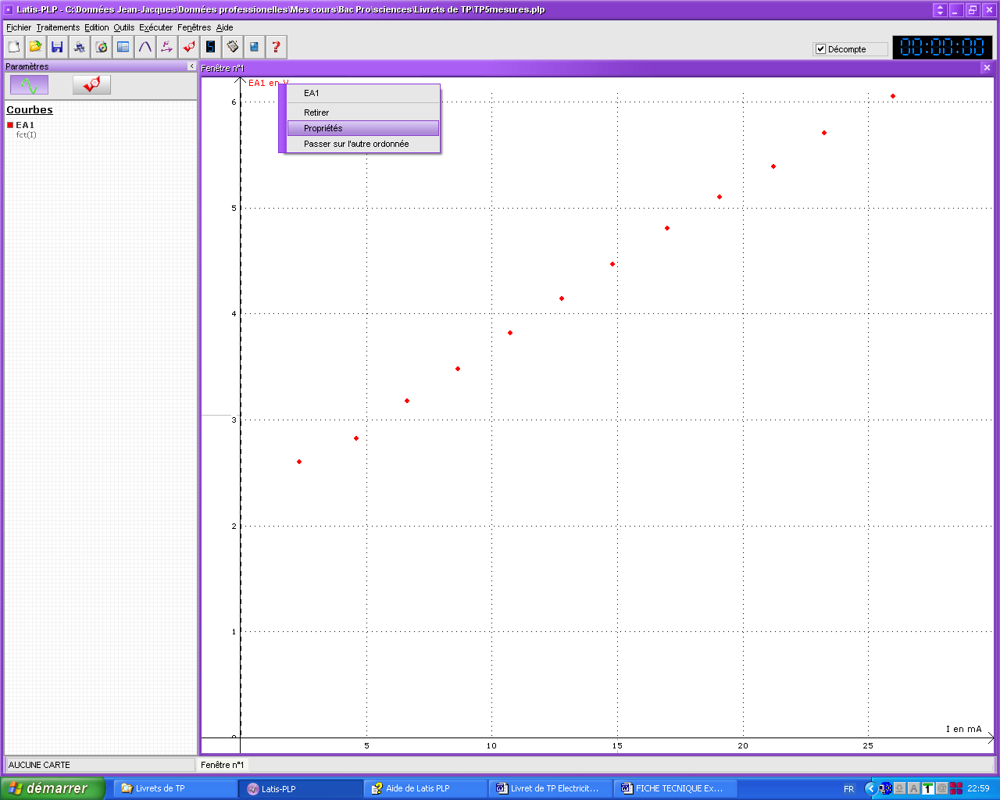 Latis-PLP - C:\Données Jean-Jacques\Données professionelles\Mes cours\Bac Pro\sciences\Livrets de TP\TP5mesures.plp
Fichier Traitements Edition Outils Exécuter Fenêtres Aide
Décompte
00:00:00
Paramètres
Fenêtre n°1
Courbes
EA1
fct(I)
EA1 en V
EA1
Retirer
Propriétés
Passer sur l'autre ordonnée
6
5
4
3
2
1
0
5 10 15 20 25
I en mA
AUCUNE CARTE
Fenêtre n°1
démarrer
Livrets de TP
Latis-PLP
Aide de Latis PLP
Livret de TP Electricit...
FICHE TECHNIQUE Ex...
FR
22:59